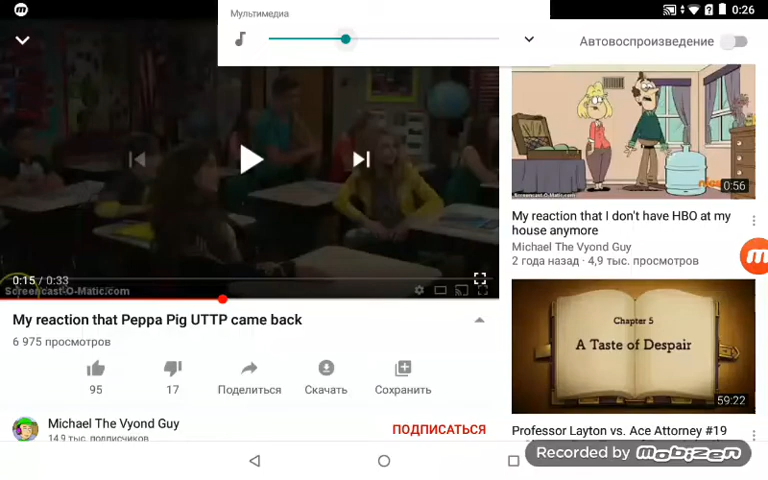 Мультимедиа
0:26
Автовоспроизведение
0:15 / 0:33
Screencast-O-Matic.com
My reaction that Peppa Pig UTTP came back
6 975 просмотров
95
17
Поделиться
Скачать
Сохранить
Michael The Vyond Guy
14,9 тыс. подписчиков
ПОДПИСАТЬСЯ
Screencast-O-Matic.com
0:56
My reaction that I don't have HBO at my
house anymore
Michael The Vyond Guy
2 года назад · 4,9 тыс. просмотров
Chapter 5
A Taste of Despair
59:22
Professor Layton vs. Ace Attorney #19
Recorded by Mobizen